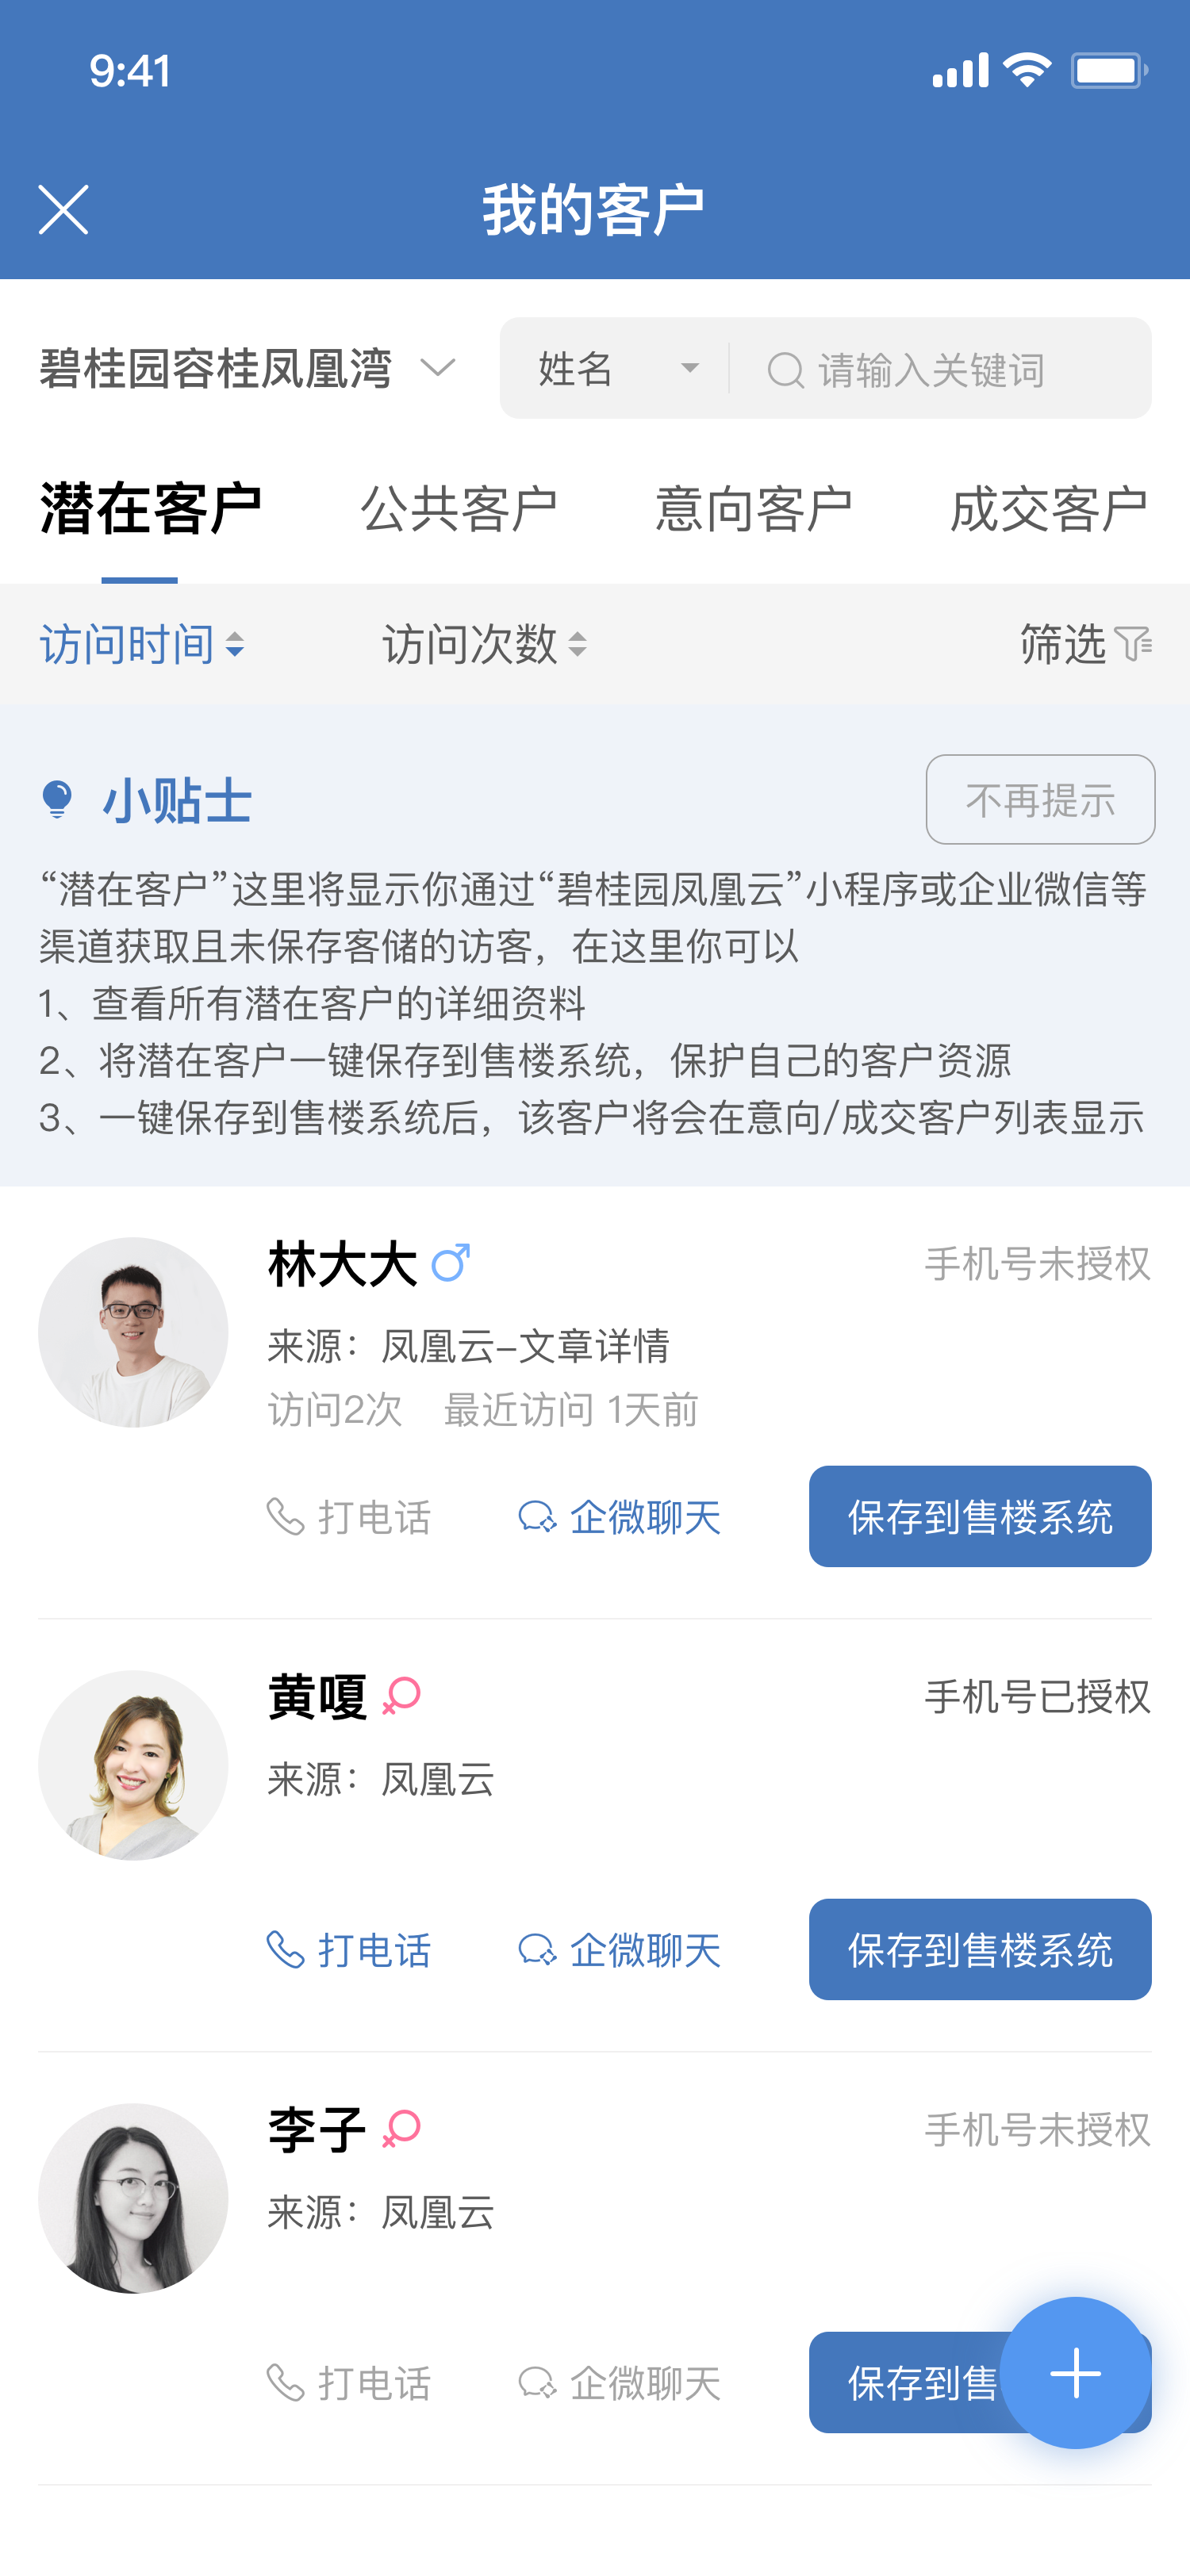 9:41
我的客户
碧桂园容桂凤凰湾 姓名 请输入关键词
潜在客户 公共客户 意向客户 成交客户
访问时间 访问次数 筛选
小贴士 不再提示
“潜在客户”这里将显示你通过“碧桂园凤凰云”小程序或企业微信等
渠道获取且未保存客储的访客，在这里你可以
1、查看所有潜在客户的详细资料
2、将潜在客户一键保存到售楼系统，保护自己的客户资源
3、一键保存到售楼系统后，该客户将会在意向/成交客户列表显示
林大大 手机号未授权
来源：凤凰云-文章详情
访问2次 最近访问 1天前
打电话 企微聊天 保存到售楼系统
黄嗄 手机号已授权
来源：凤凰云
打电话 企微聊天 保存到售楼系统
李子 手机号未授权
来源：凤凰云
打电话 企微聊天 保存到售